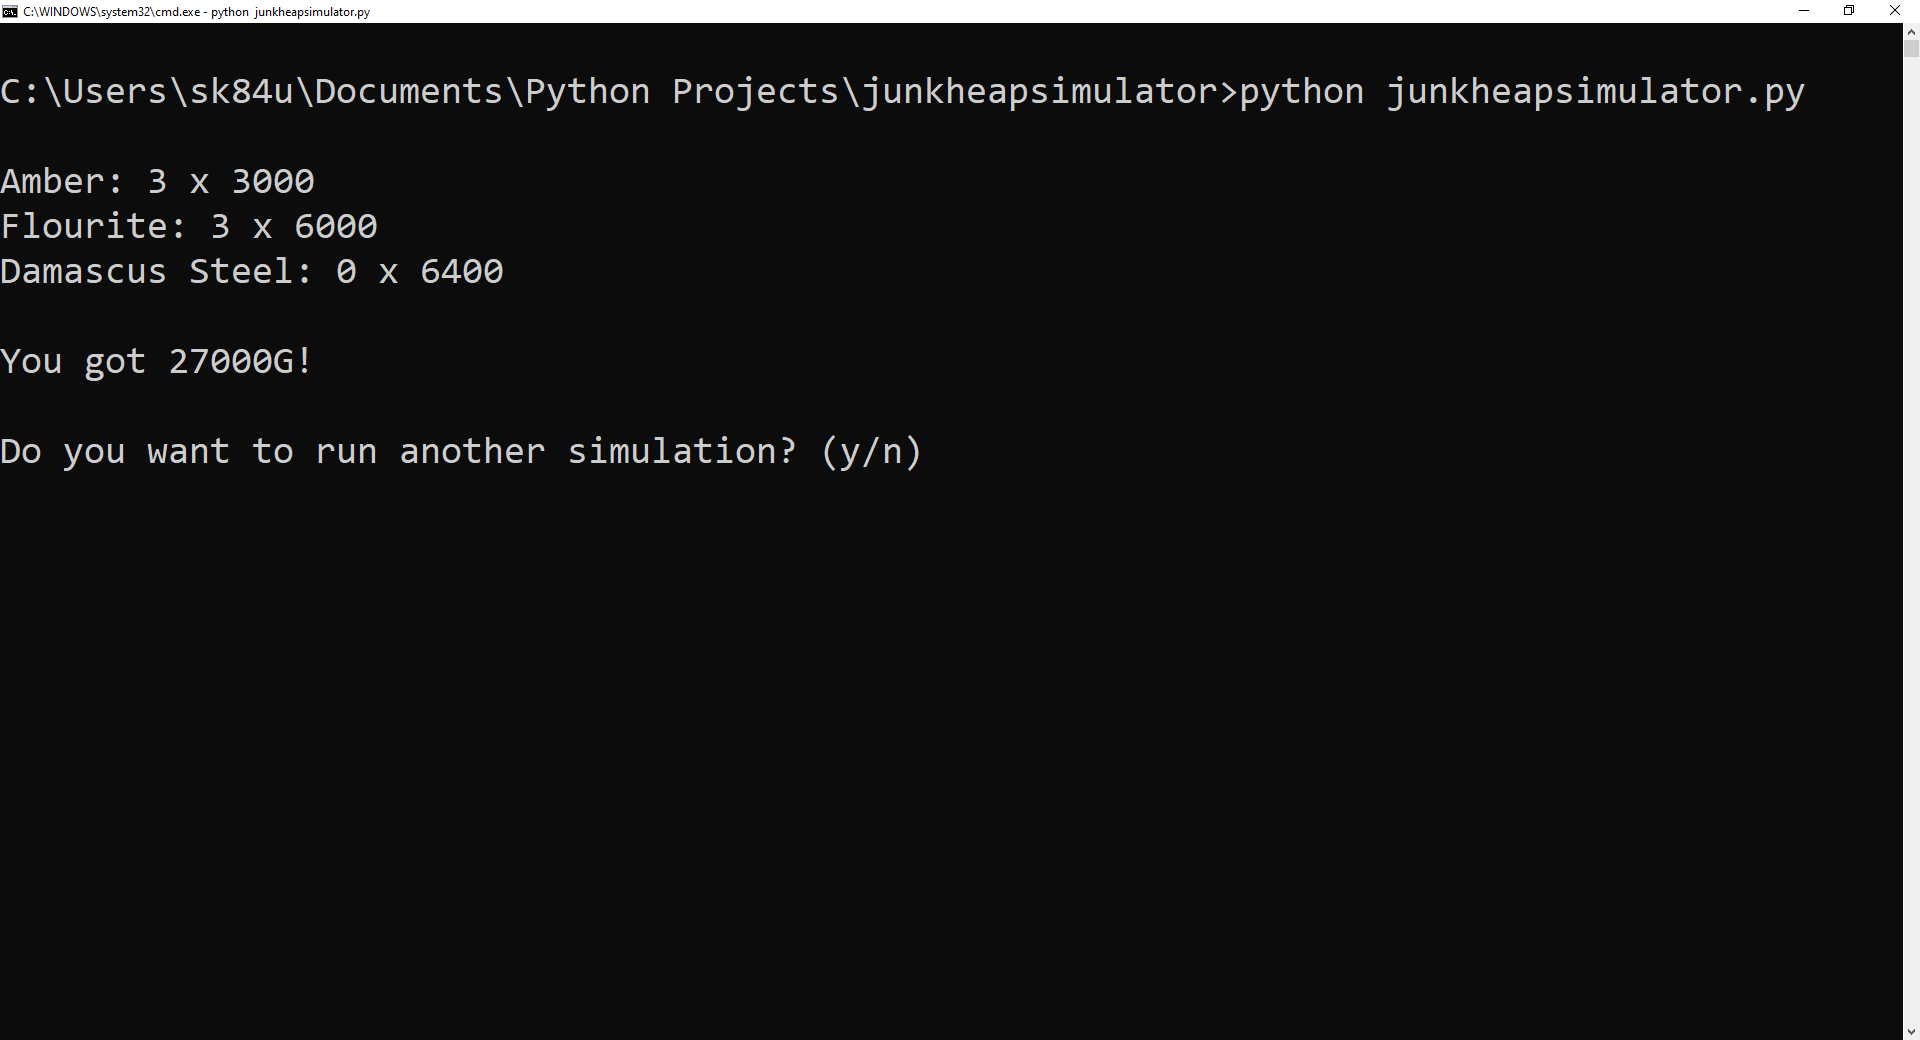 C:\WINDOWS\system32\cmd.exe - python  junkheapsimulator.py
C:\Users\sk84u\Documents\Python Projects\junkheapsimulator>python junkheapsimulator.py
Amber: 3 x 3000
Flourite: 3 x 6000
Damascus Steel: 0 x 6400
You got 27000G!
Do you want to run another simulation? (y/n)